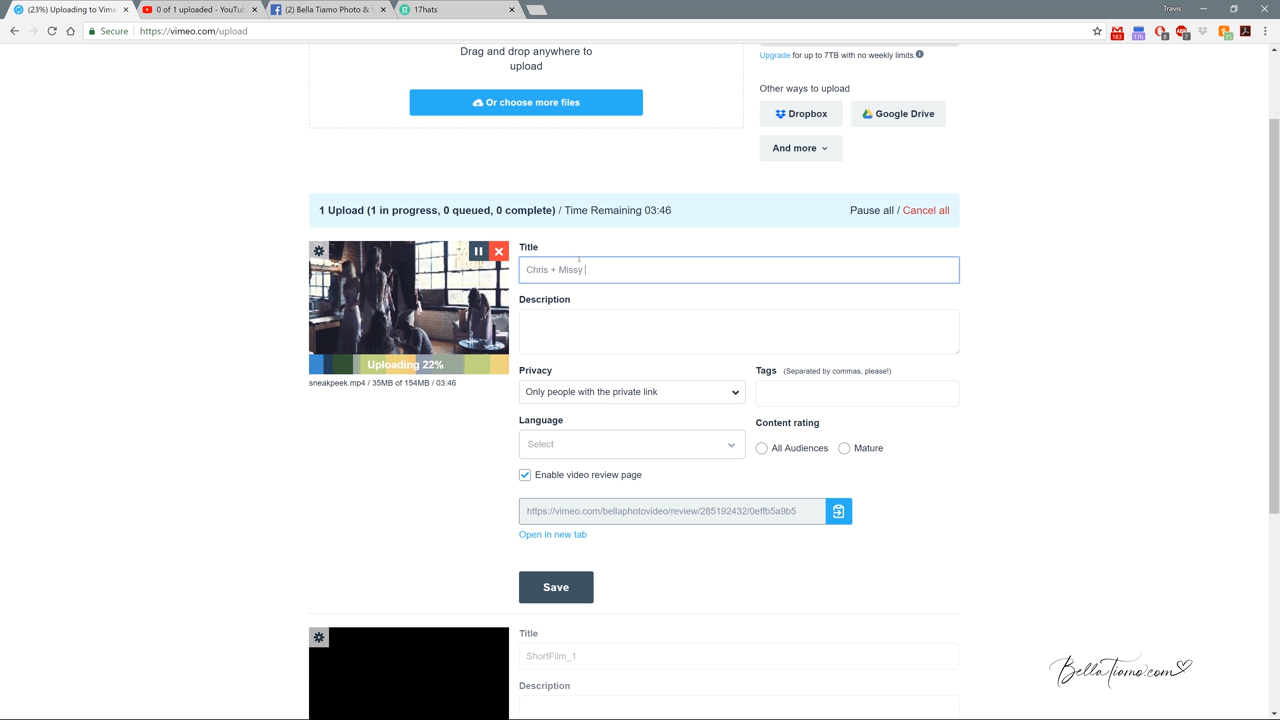 (23%) Uploading to Vime
0 of 1 uploaded - YouTu
(2) Bella Tiamo Photo & V
17hats
Travis
Secure
https://vimeo.com/upload
183
17h
8
7
25
Drag and drop anywhere to
upload
Or choose more files
Upgrade for up to 7TB with no weekly limits.
Other ways to upload
Dropbox
Google Drive
And more
1 Upload (1 in progress, 0 queued, 0 complete) / Time Remaining 03:46
Pause all / Cancel all
Title
Chris + Missy
Description
Uploading 22%
sneakpeek.mp4 / 35MB of 154MB / 03:46
Privacy
Only people with the private link
Tags (Separated by commas, please!)
Language
Select
Content rating
All Audiences
Mature
Enable video review page
https://vimeo.com/bellaphotovideo/review/285192432/0effb5a9b5
Open in new tab
Save
Title
ShortFilm_1
Description
BellaTiamo.com